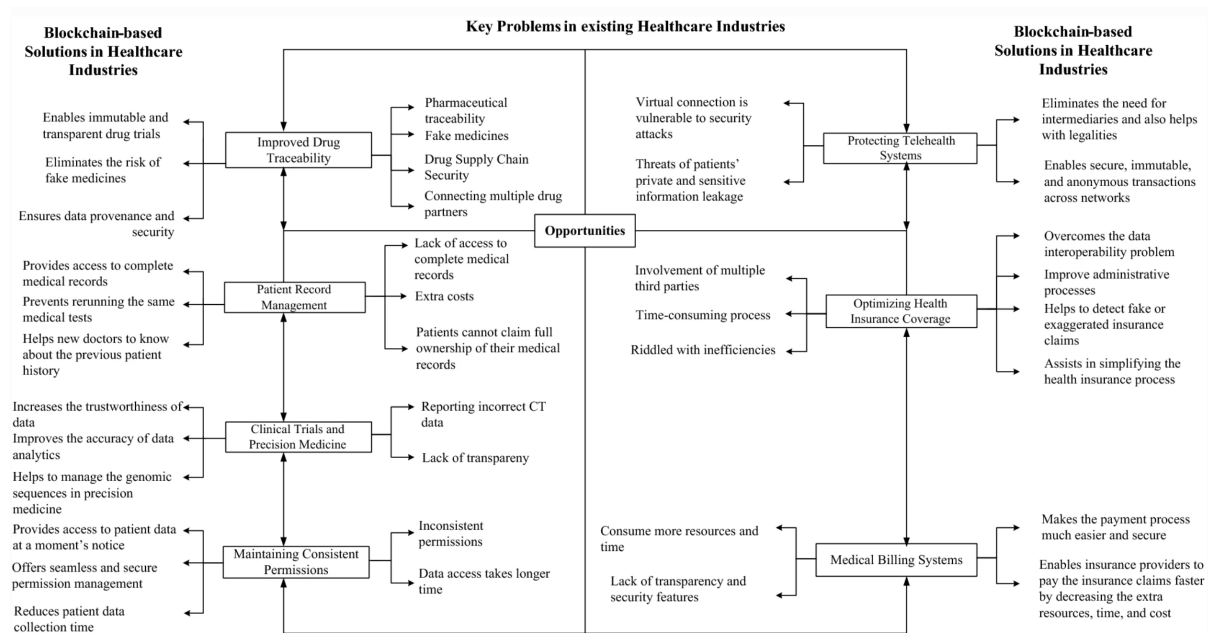 Key Problems in existing Healthcare Industries
Blockchain-based
Solutions in Healthcare
Industries
Blockchain-based
Solutions in Healthcare
Industries
Enables immutable and
transparent drug trials
Eliminates the risk of
fake medicines
Ensures data provenance and
security
Improved Drug
Traceability
Pharmaceutical
traceability
Fake medicines
Drug Supply Chain
Security
Connecting multiple drug
partners
Virtual connection is
vulnerable to security
attacks
Threats of patients'
private and sensitive
information leakage
Protecting Telehealth
Systems
Eliminates the need for
intermediaries and also helps
with legalities
Enables secure, immutable,
and anonymous transactions
across networks
Opportunities
Provides access to complete
medical records
Prevents rerunning the same
medical tests
Helps new doctors to know
about the previous patient
history
Patient Record
Management
Lack of access to
complete medical
records
Extra costs
Patients cannot claim full
ownership of their medical
records
Involvement of multiple
third parties
Time-consuming process
Riddled with inefficiencies
Optimizing Health
Insurance Coverage
Overcomes the data
interoperability problem
Improve administrative
processes
Helps to detect fake or
exaggerated insurance
claims
Assists in simplifying the
health insurance process
Increases the trustworthiness of
data
Improves the accuracy of data
analytics
Helps to manage the genomic
sequences in precision
medicine
Clinical Trials and
Precision Medicine
Reporting incorrect CT
data
Lack of transpareny
Provides access to patient data
at a moment's notice
Offers seamless and secure
permission management
Reduces patient data
collection time
Maintaining Consistent
Permissions
Inconsistent
permissions
Data access takes longer
time
Consume more resources and
time
Lack of transparency and
security features
Medical Billing Systems
Makes the payment process
much easier and secure
Enables insurance providers to
pay the insurance claims faster
by decreasing the extra
resources, time, and cost